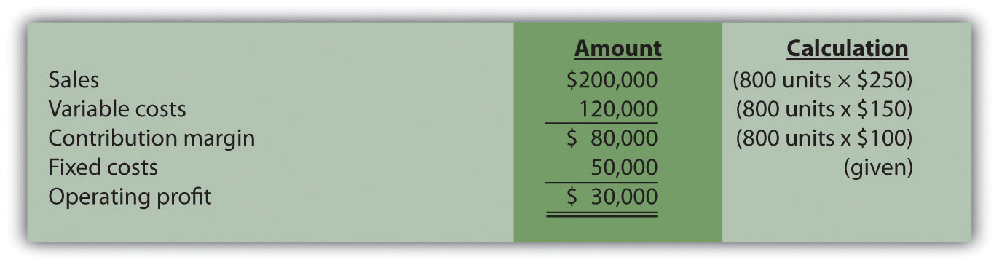 Amount Calculation
Sales $200,000 (800 units × $250)
Variable costs 120,000 (800 units x $150)
Contribution margin $ 80,000 (800 units x $100)
Fixed costs 50,000 (given)
Operating profit $ 30,000